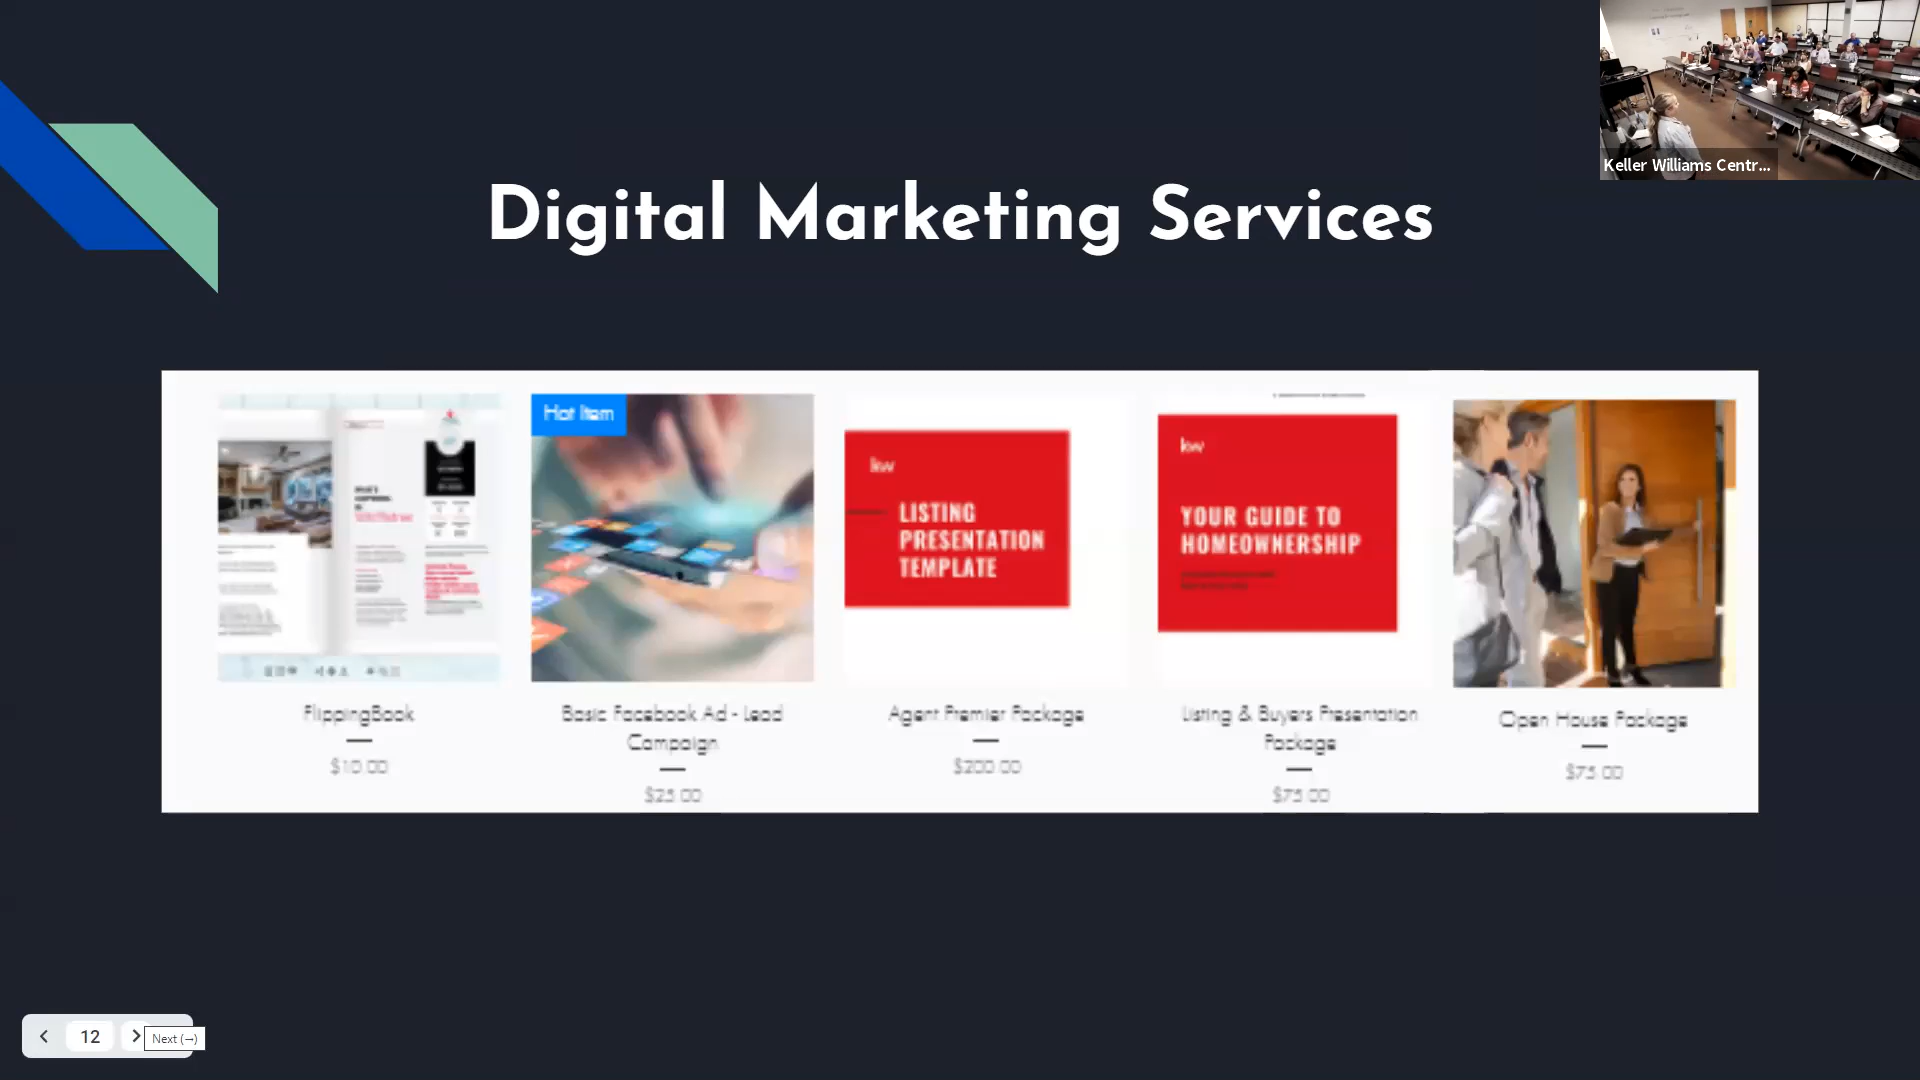 Keller Williams Centr...
Digital Marketing Services
Hot Item
kw
LISTING
PRESENTATION
TEMPLATE
kw
YOUR GUIDE TO
HOMEOWNERSHIP
FlippingBook
$10.00
Basic Facebook Ad - Lead
Campaign
$25.00
Agent Premier Package
$200.00
Listing & Buyers Presentation
Package
$75.00
Open House Package
$75.00
12
Next (→)